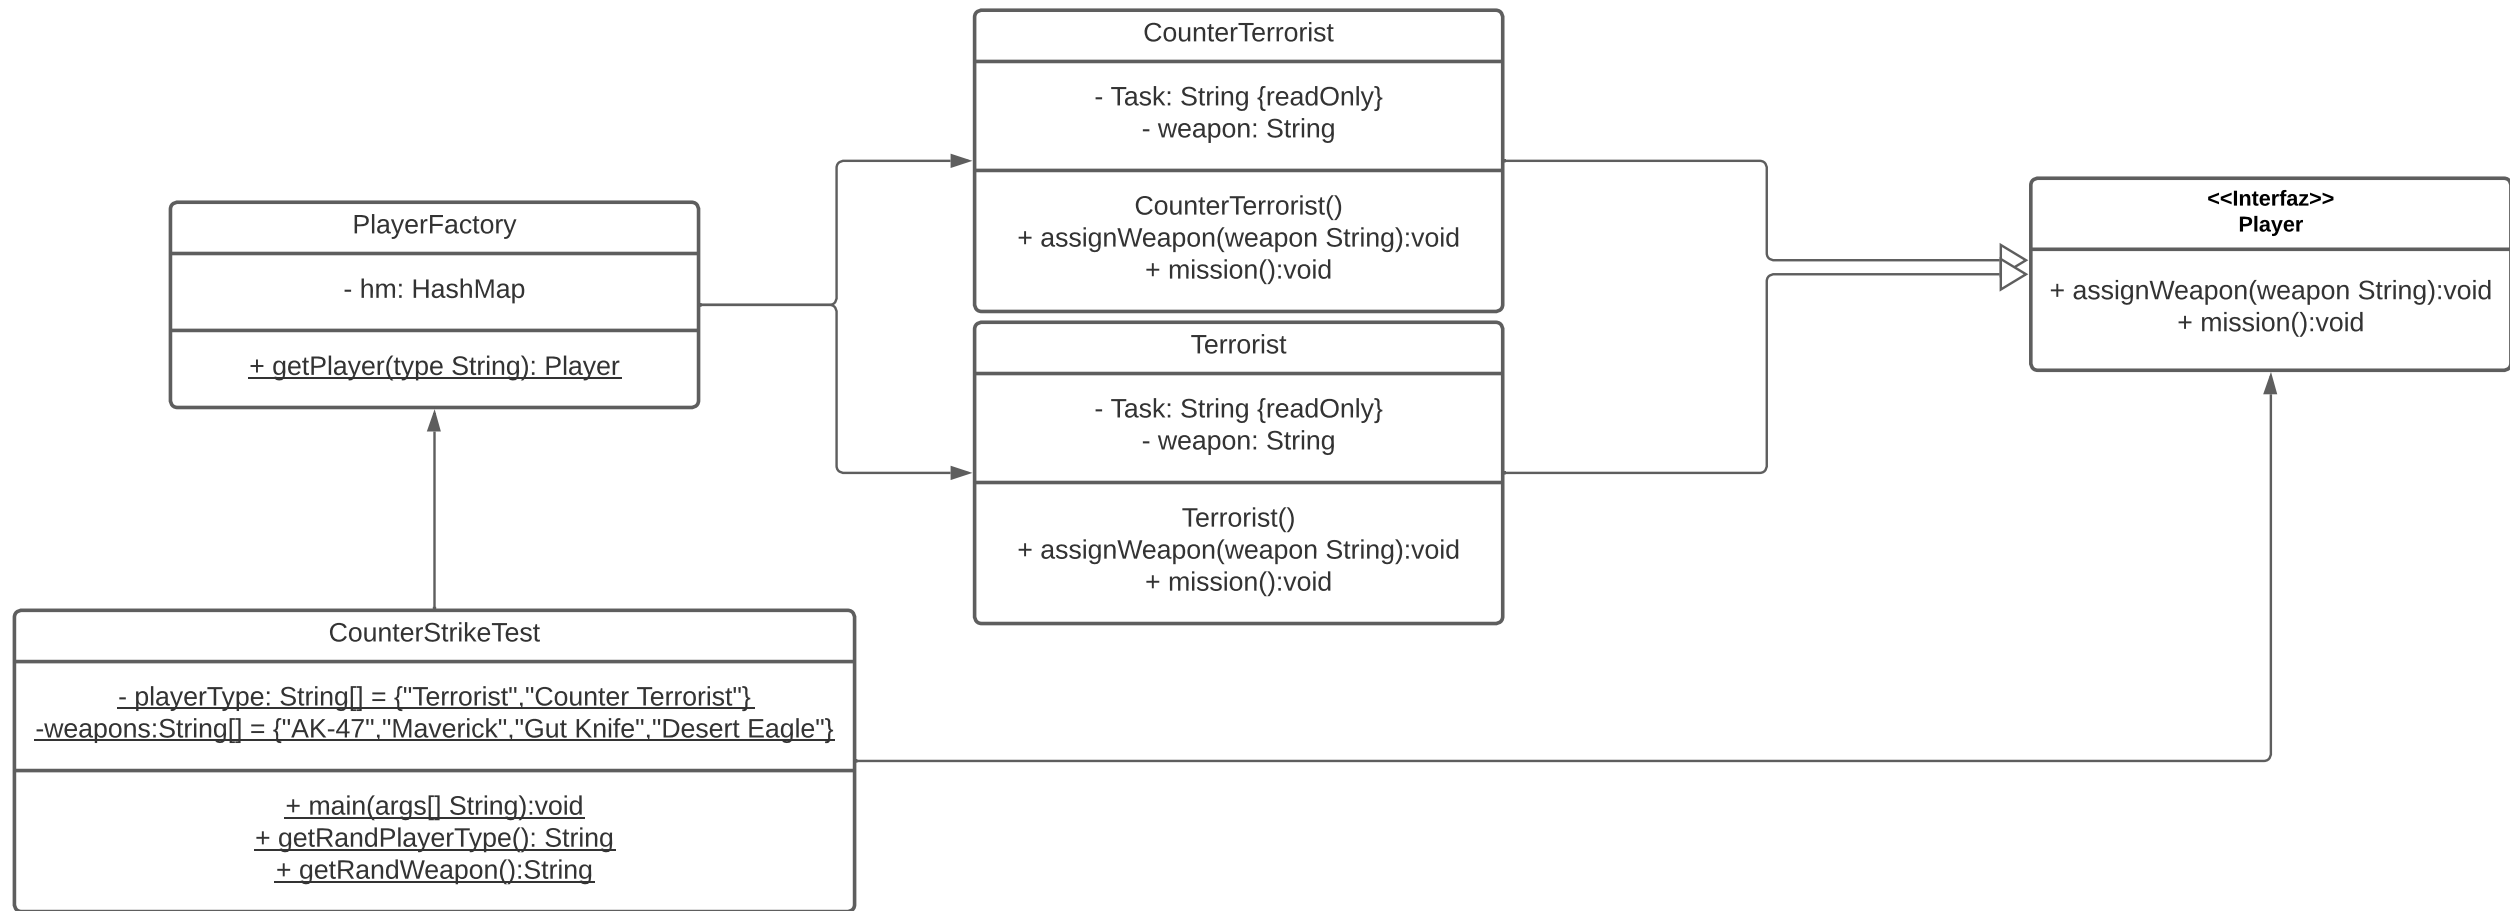 CounterTerrorist
- Task: String {readOnly}
- weapon: String
CounterTerrorist()
+ assignWeapon(weapon String):void
+ mission():void
<<Interfaz>>
Player
+ assignWeapon(weapon String):void
+ mission():void
PlayerFactory
- hm: HashMap
+ getPlayer(type String): Player
Terrorist
- Task: String {readOnly}
- weapon: String
Terrorist()
+ assignWeapon(weapon String):void
+ mission():void
CounterStrikeTest
- playerType: String[] = {"Terrorist","Counter Terrorist"}
-weapons:String[] = {"AK-47","Maverick","Gut Knife","Desert Eagle"}
+ main(args[] String):void
+ getRandPlayerType(): String
+ getRandWeapon():String